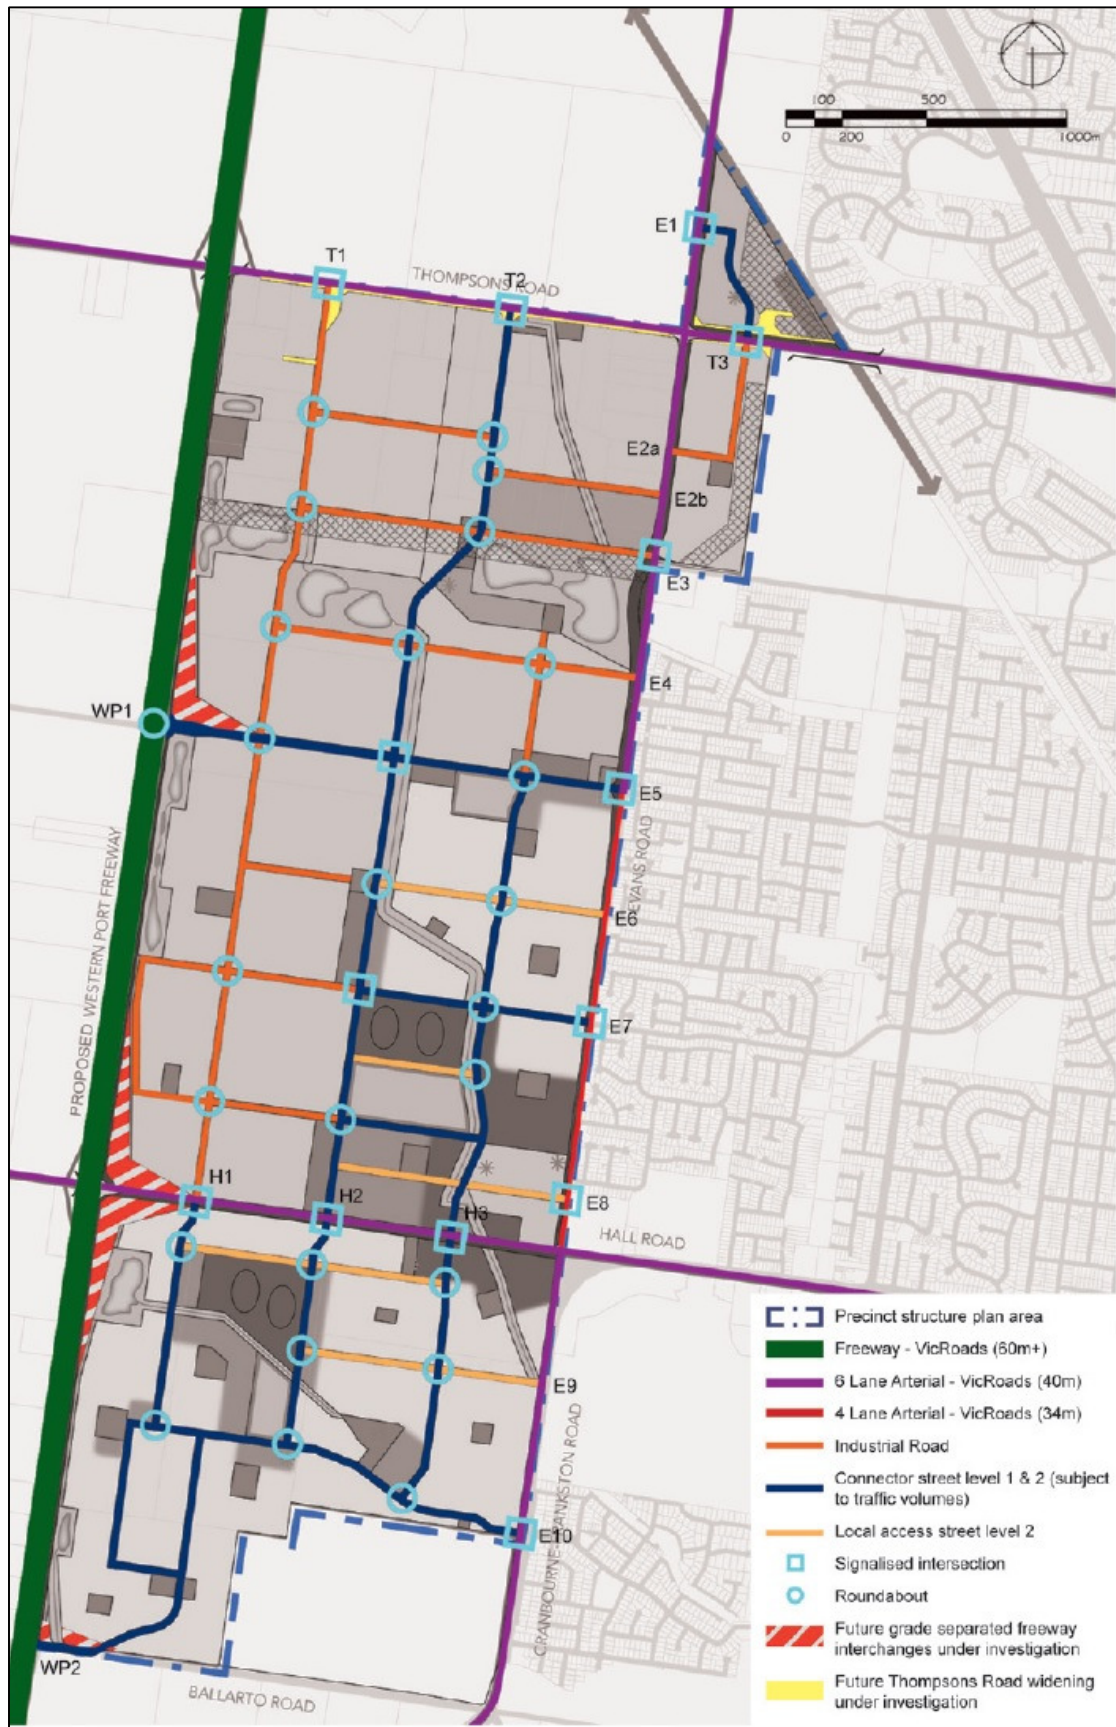 100
500
0
200
1000m
E1
T1
THOMPSONS ROAD
T2
T3
E2a
E2b
E3
E4
WP1
E5
EVANS ROAD
E6
PROPOSED WESTERN PORT FREEWAY
E7
H1
H2
E8
H3
HALL ROAD
E9
CRANBOURNE-FRANKSTON ROAD
E10
WP2
BALLARTO ROAD
Precinct structure plan area
Freeway - VicRoads (60m+)
6 Lane Arterial - VicRoads (40m)
4 Lane Arterial - VicRoads (34m)
Industrial Road
Connector street level 1 & 2 (subject
to traffic volumes)
Local access street level 2
Signalised intersection
Roundabout
Future grade separated freeway
interchanges under investigation
Future Thompsons Road widening
under investigation